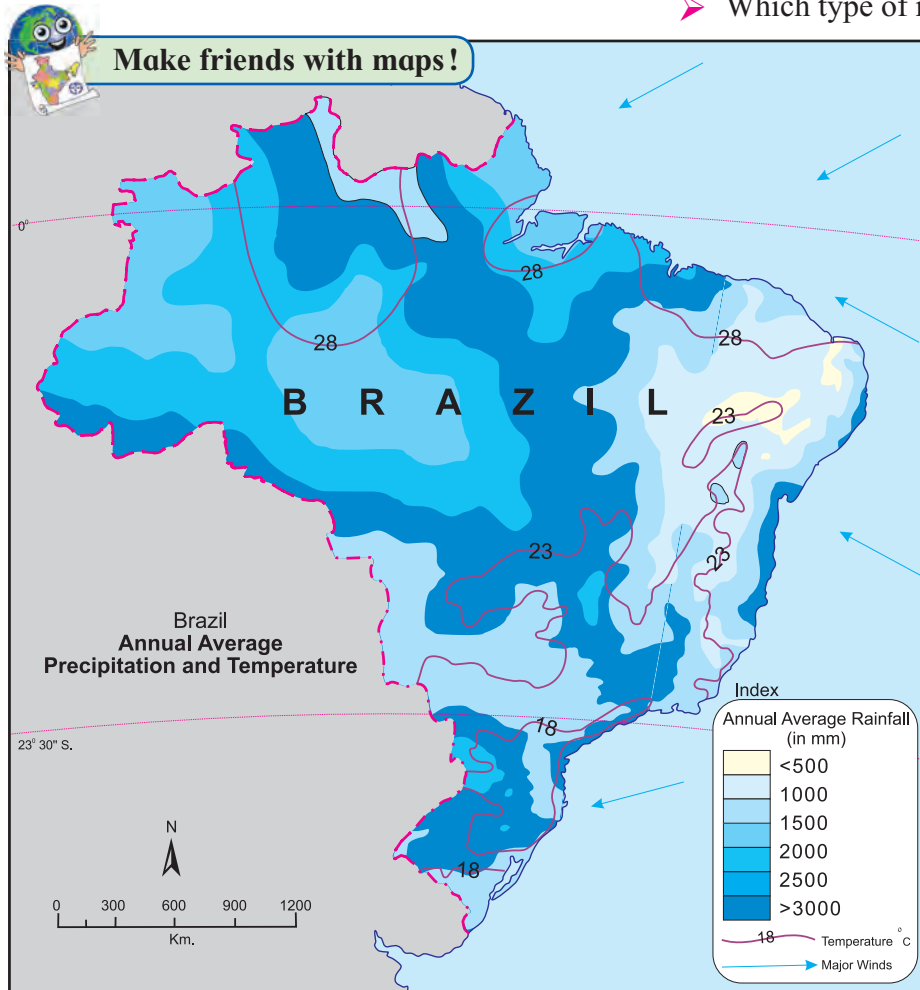 ➤ Which type of
Make friends with maps!
0°
28
28
28
B R A Z I L
23
23
23
Brazil
Annual Average
Precipitation and Temperature
18
23° 30" S.
18
N
0 300 600 900 1200
Km.
Index
Annual Average Rainfall
(in mm)
<500
1000
1500
2000
2500
>3000
18 Temperature °C
Major Winds